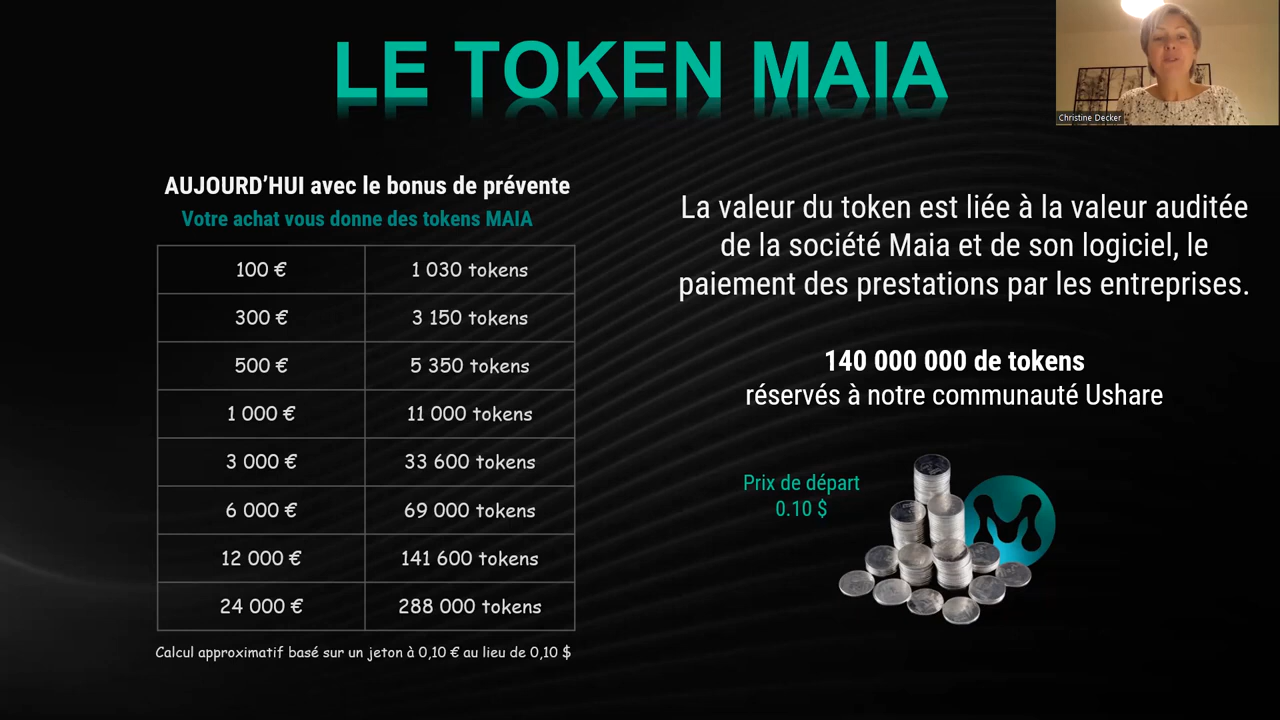 LE TOKEN MAIA
Christine Decker
AUJOURD'HUI avec le bonus de prévente
Votre achat vous donne des tokens MAIA
100 € 1 030 tokens
300 € 3 150 tokens
500 € 5 350 tokens
1 000 € 11 000 tokens
3 000 € 33 600 tokens
6 000 € 69 000 tokens
12 000 € 141 600 tokens
24 000 € 288 000 tokens
Calcul approximatif basé sur un jeton à 0,10 € au lieu de 0,10 $
La valeur du token est liée à la valeur auditée
de la société Maia et de son logiciel, le
paiement des prestations par les entreprises.
140 000 000 de tokens
réservés à notre communauté Ushare
Prix de départ
0.10 $